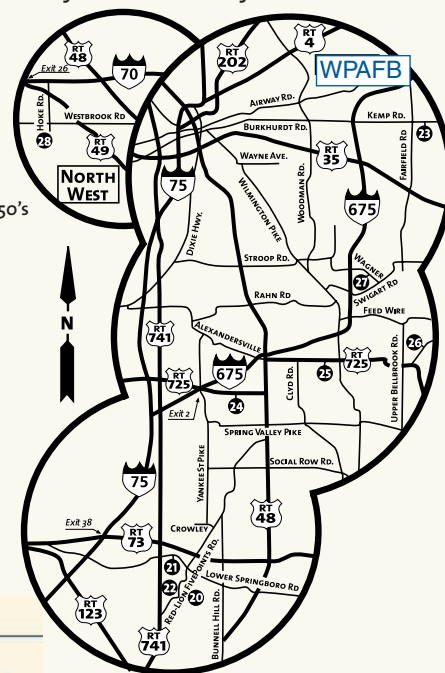 RT 48
Exit 26
70
RT 202
RT 4
WPAFB
HOKE RD.
WESTBROOK RD
28
RT 49
AIRWAY RD.
BURKHURDT RD.
KEMP RD.
23
WAYNE AVE.
RT 35
FAIRFIELD RD
NORTH WEST
50's
75
WILMINGTON PIKE
WOODMAN RD.
675
DIXIE HWY.
STROOP RD.
WAGNER
27
SWIGART RD
N
RAHN RD
FEED WIRE
RT 741
ALEXANDERSVILLE
26
RT 725
675
RT 725
25
UPPER BELLBROOK RD.
Exit 2
24
CLYD RD.
SPRING VALLEY PIKE
YANKEE ST PIKE
SOCIAL ROW RD.
75
RT 48
Exit 38
RT 73
CROWLEY
21
RED-LION FIVEPOINTS RD.
22
20
LOWER SPRINGBORO RD
RT 123
RT 741
BUNNELL HILL RD.